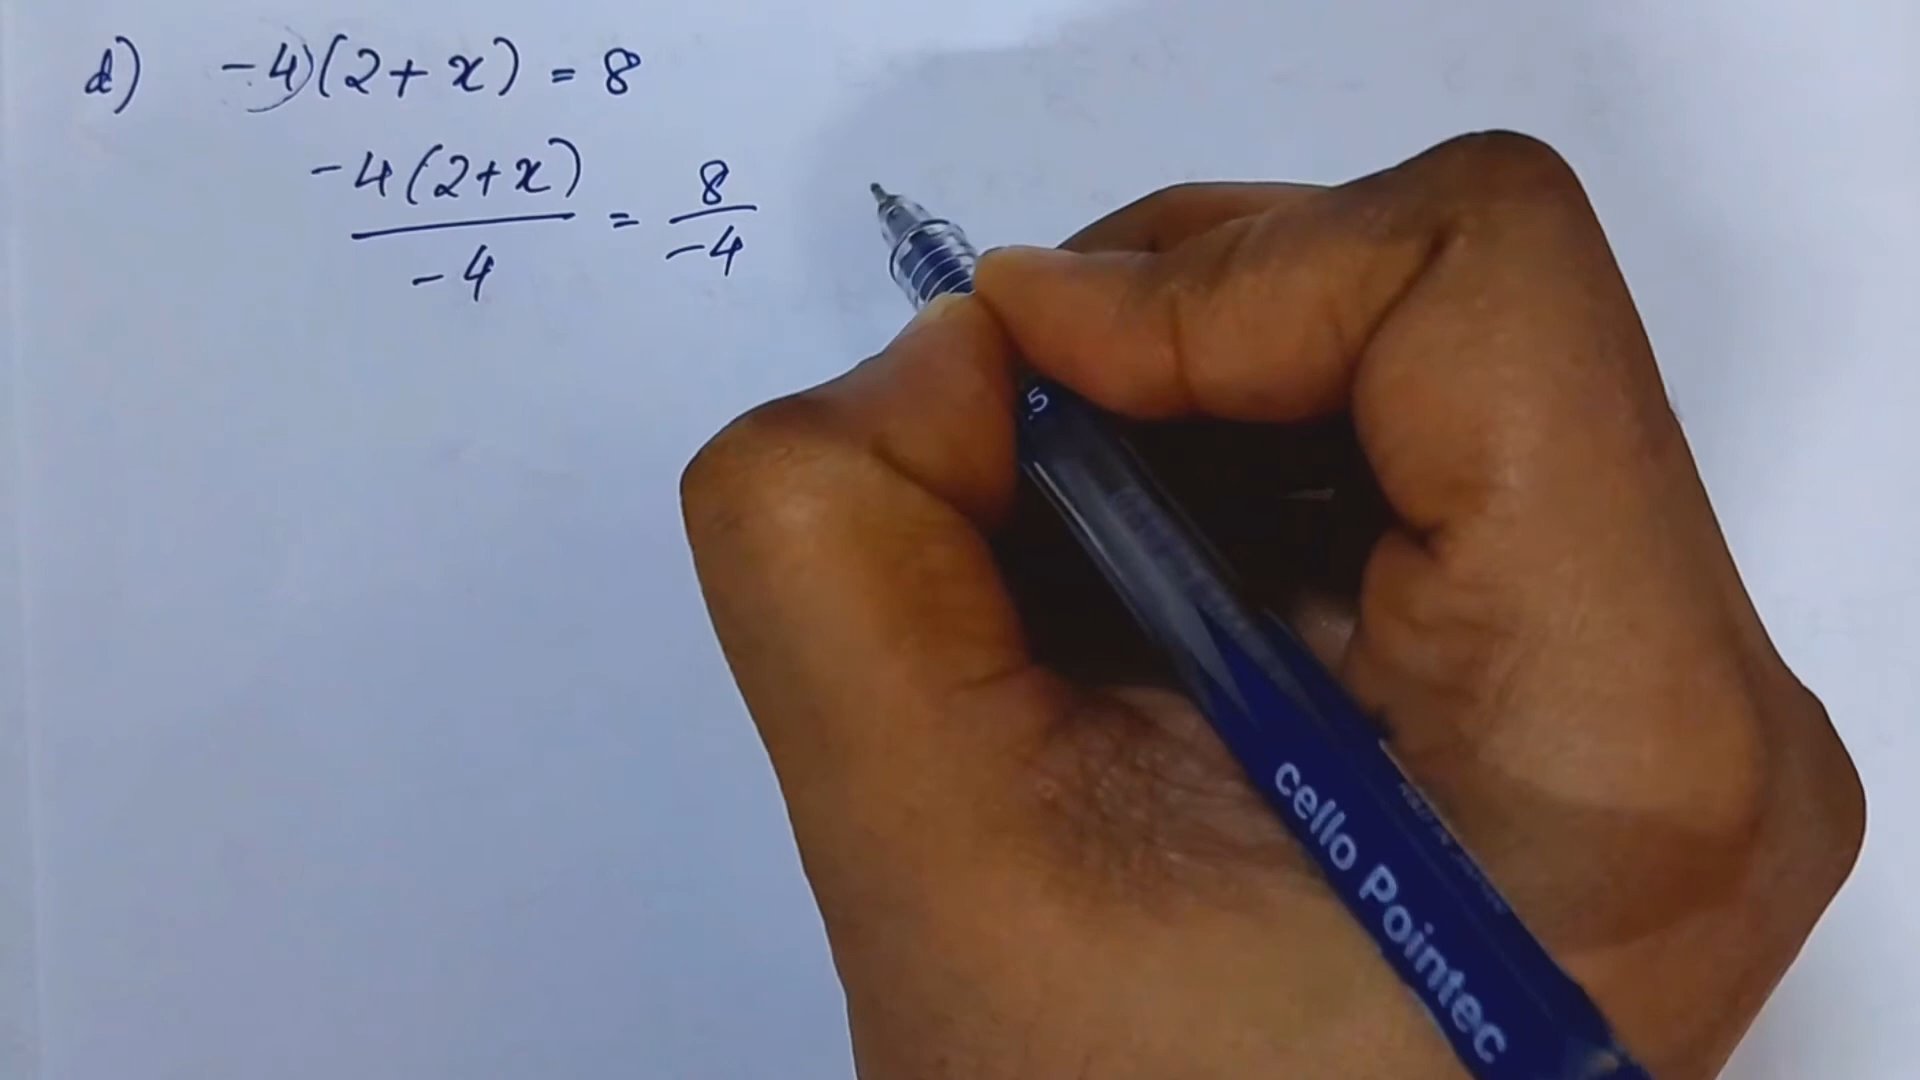 d) -4(2+x) = 8
-4(2+x) / -4 = 8 / -4
.5
cello Pointec